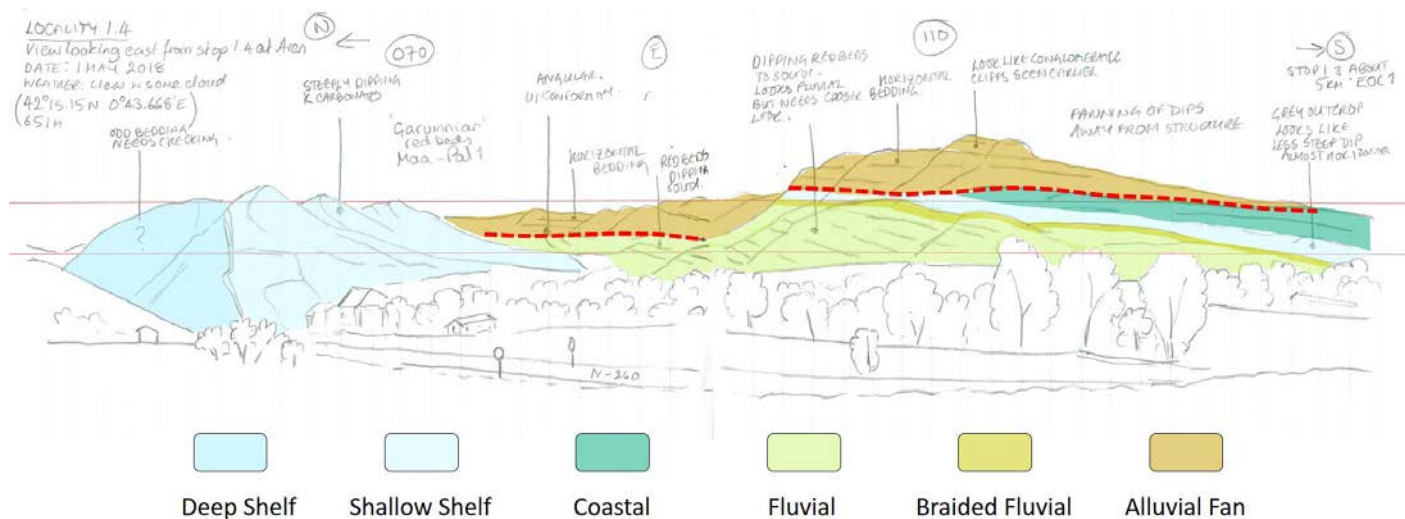 LOCALITY 1.4
View looking east from stop 1.4 at Aren
DATE: 1 MAY 2018
WEATHER: Clear w some cloud
(42°15.15N 0°43.666'E)
651m
ODD BEDDING
NEEDS CHECKING.
N
070
STEEPLY DIPPING
K CARBONATES
'Garumnian'
red beds
Maa-Pal?
E
ANGULAR
UNCONFORM.
HORIZONTAL
BEDDING
RED BEDS
DIPPING
SOUTH.
DIPPING RED BEDS
TO SOUTH.
LOOKS FLUVIAL
BUT NEEDS CLOSER
LOOK.
HORIZONTAL
BEDDING.
110
LOOK LIKE CONGLOMERATE
CLIFFS SEEN EARLIER
FANNING OF DIPS
AWAY FROM STRUCTURE
S
STOP 1.3 ABOUT
5KM. EOC?
GREY OUTCROP
LOOKS LIKE
LESS STEEP DIP
ALMOST HORIZONTAL
?
N-260
Deep Shelf
Shallow Shelf
Coastal
Fluvial
Braided Fluvial
Alluvial Fan